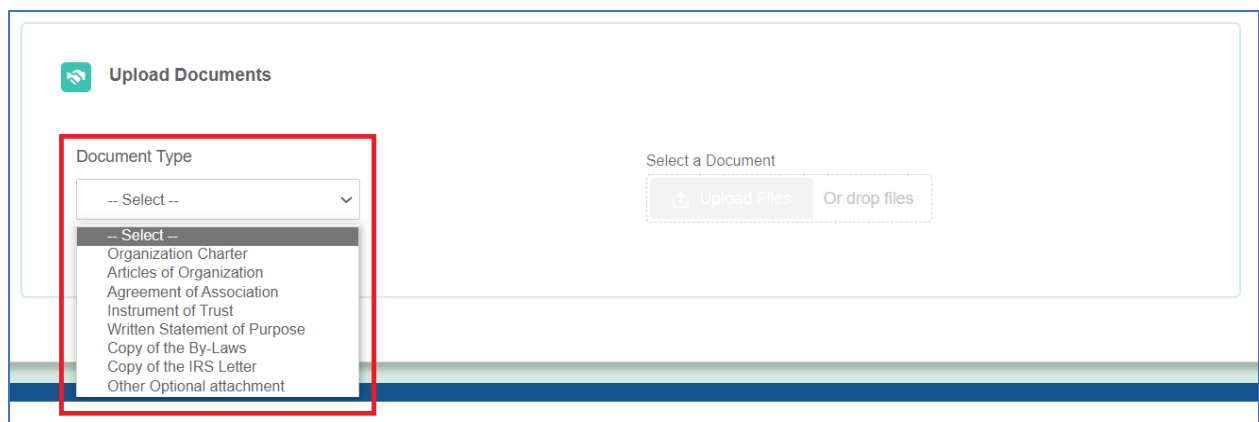 Upload Documents
Document Type
-- Select --
-- Select --
Organization Charter
Articles of Organization
Agreement of Association
Instrument of Trust
Written Statement of Purpose
Copy of the By-Laws
Copy of the IRS Letter
Other Optional attachment
Select a Document
Upload Files Or drop files